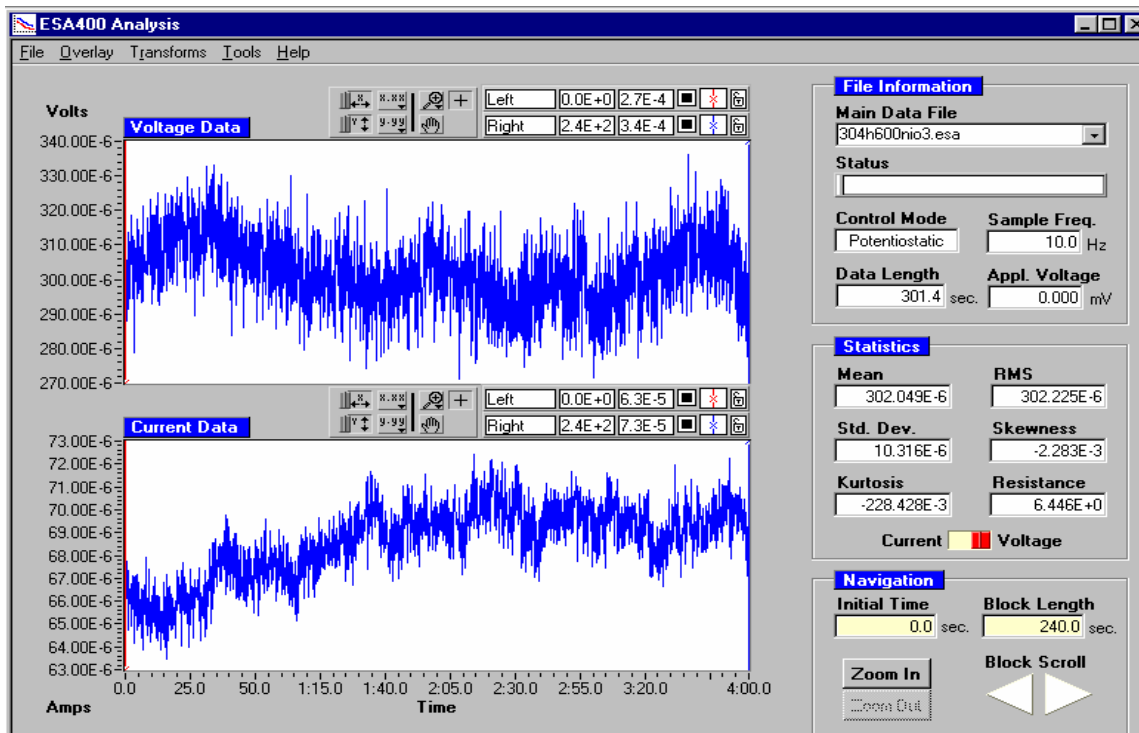 ESA400 Analysis
File Overlay Transforms Tools Help
Volts
Voltage Data
X.XX
Y.YY
Left 0.0E+0 2.7E-4
Right 2.4E+2 3.4E-4
340.00E-6
330.00E-6
320.00E-6
310.00E-6
300.00E-6
290.00E-6
280.00E-6
270.00E-6
Current Data
X.XX
Y.YY
Left 0.0E+0 6.3E-5
Right 2.4E+2 7.3E-5
73.00E-6
72.00E-6
71.00E-6
70.00E-6
69.00E-6
68.00E-6
67.00E-6
66.00E-6
65.00E-6
64.00E-6
63.00E-6
0.0 25.0 50.0 1:15.0 1:40.0 2:05.0 2:30.0 2:55.0 3:20.0 4:00.0
Amps
Time
File Information
Main Data File
304h600nio3.esa
Status
Control Mode Sample Freq.
Potentiostatic 10.0 Hz
Data Length Appl. Voltage
301.4 sec. 0.000 mV
Statistics
Mean RMS
302.049E-6 302.225E-6
Std. Dev. Skewness
10.316E-6 -2.283E-3
Kurtosis Resistance
-228.428E-3 6.446E+0
Current Voltage
Navigation
Initial Time Block Length
0.0 sec. 240.0 sec.
Zoom In
Zoom Out
Block Scroll